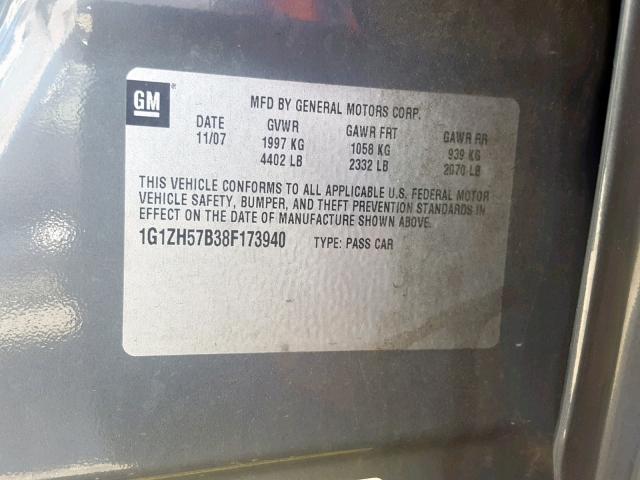 GM
MFD BY GENERAL MOTORS CORP.
DATE GVWR GAWR FRT GAWR RR
11/07 1997 KG 1058 KG 939 KG
4402 LB 2332 LB 2070 LB
THIS VEHICLE CONFORMS TO ALL APPLICABLE U.S. FEDERAL MOTOR
VEHICLE SAFETY, BUMPER, AND THEFT PREVENTION STANDARDS IN
EFFECT ON THE DATE OF MANUFACTURE SHOWN ABOVE.
1G1ZH57B38F173940 TYPE: PASS CAR